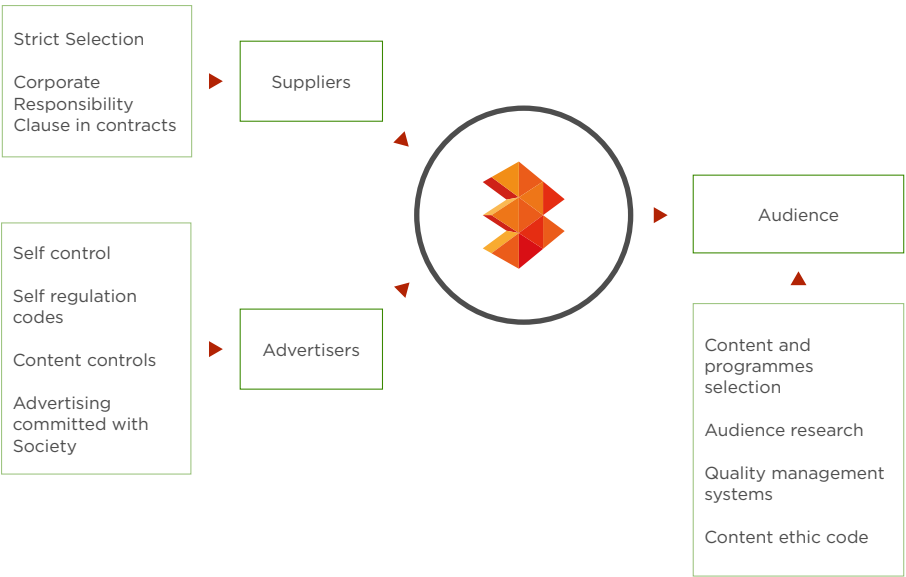 Strict Selection
Corporate
Responsibility
Clause in contracts
Suppliers
Self control
Self regulation
codes
Content controls
Advertising
committed with
Society
Advertisers
Audience
Content and
programmes
selection
Audience research
Quality management
systems
Content ethic code